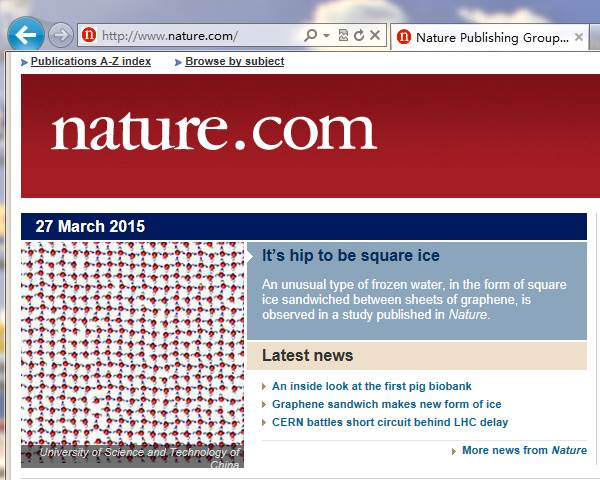 http://www.nature.com/
Nature Publishing Group...
Publications A-Z index
Browse by subject
nature.com
27 March 2015
It's hip to be square ice
An unusual type of frozen water, in the form of square
ice sandwiched between sheets of graphene, is
observed in a study published in Nature.
Latest news
An inside look at the first pig biobank
Graphene sandwich makes new form of ice
CERN battles short circuit behind LHC delay
University of Science and Technology of
China
More news from Nature